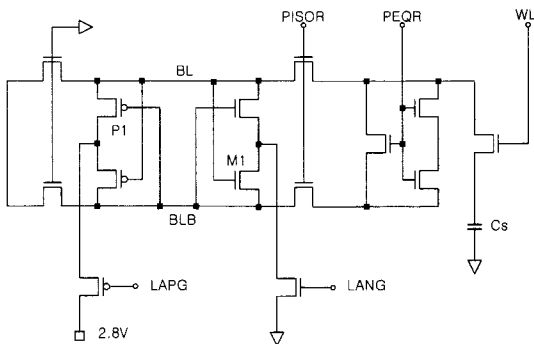 PISOR
PEQR
WL
BL
P1
M1
BLB
Cs
LAPG
LANG
2.8V